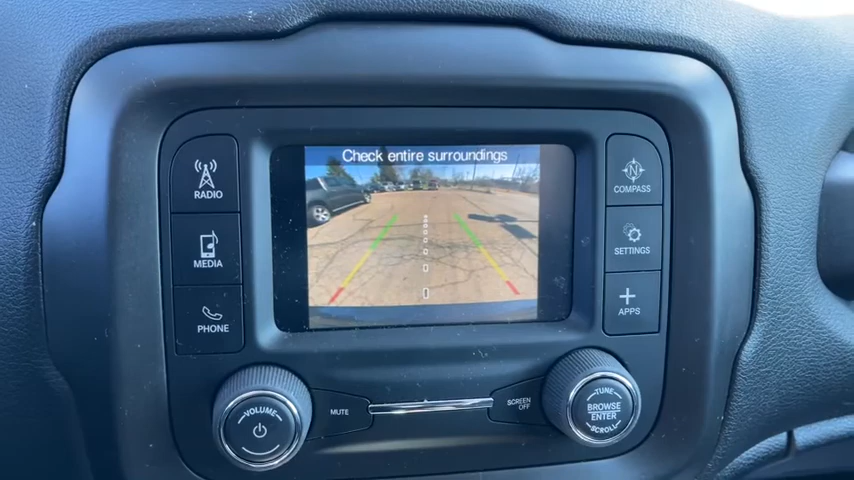 Check entire surroundings
RADIO
MEDIA
PHONE
N
COMPASS
SETTINGS
APPS
VOLUME
MUTE
SCREEN
OFF
TUNE
BROWSE
ENTER
SCROLL